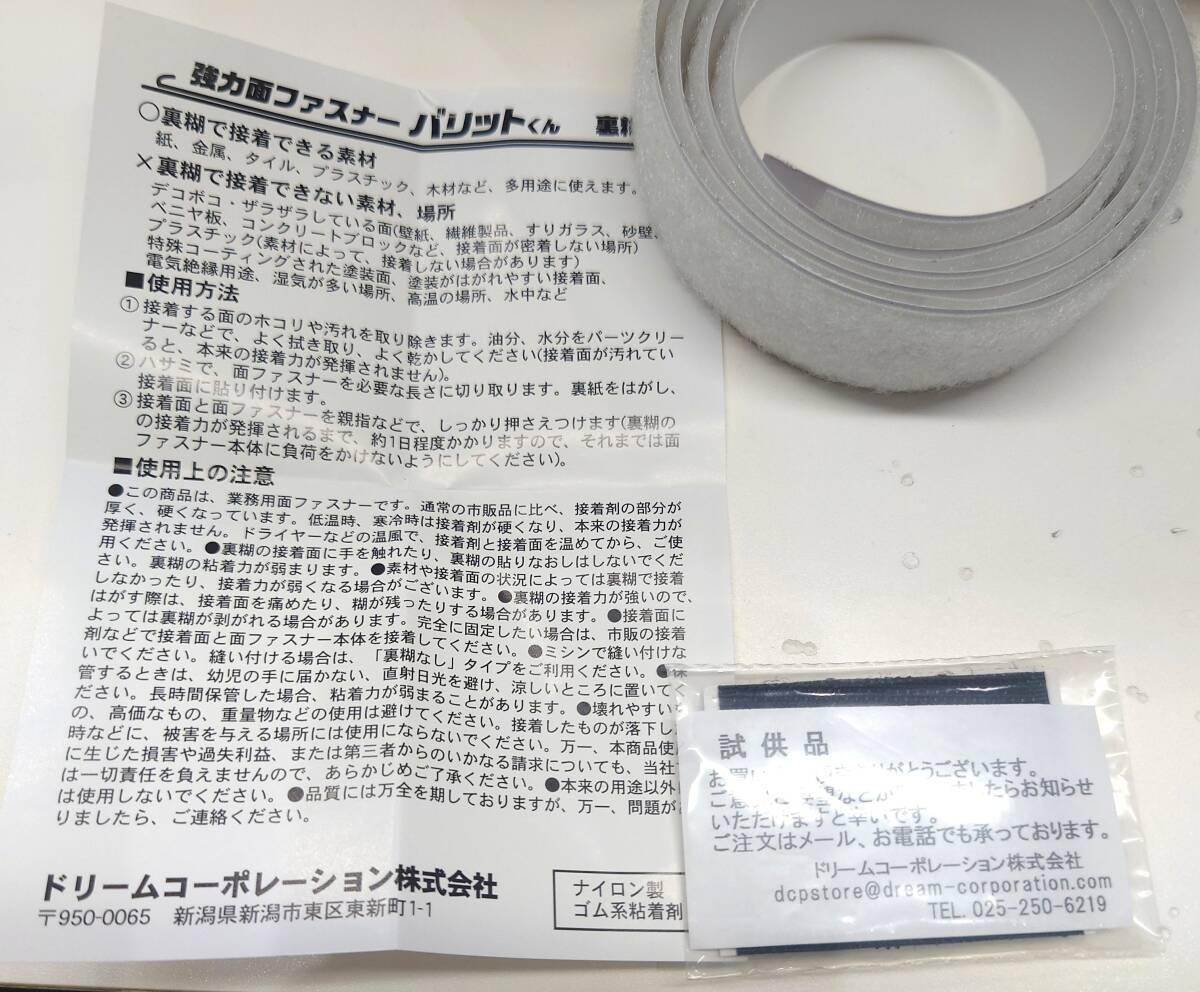 強力面ファスナー バリットくん 裏糊
○裏糊で接着できる素材
紙、金属、タイル、プラスチック、木材など、多用途に使えます。
×裏糊で接着できない素材、場所
デコボコ・ザラザラしている面(壁紙、繊維製品、すりガラス、砂壁、
ベニヤ板、コンクリートブロックなど、接着面が密着しない場所)
プラスチック(素材によって、接着しない場合があります)
特殊コーティングされた塗装面、塗装がはがれやすい接着面、
電気絶縁用途、湿気が多い場所、高温の場所、水中など
■使用方法
①接着する面のホコリや汚れを取り除きます。油分、水分をパーツクリー
ナーなどで、よく拭き取り、よく乾かしてください(接着面が汚れてい
ると、本来の接着力が発揮されません)。
②ハサミで、面ファスナーを必要な長さに切り取ります。裏紙をはがし、
接着面に貼り付けます。
③接着面と面ファスナーを親指などで、しっかり押さえつけます(裏糊の
の接着力が発揮されるまで、約1日程度かかりますので、それまでは面
ファスナー本体に負荷をかけないようにしてください)。
■使用上の注意
●この商品は、業務用面ファスナーです。通常の市販品に比べ、接着剤の部分が
厚く、硬くなっています。低温時、寒冷時は接着剤が硬くなり、本来の接着力が
発揮されません。ドライヤーなどの温風で、接着剤と接着面を温めてから、ご使
用ください。●裏糊の接着面に手を触れたり、裏糊の貼りなおしはしないでくだ
さい。裏糊の粘着力が弱まります。●素材や接着面の状況によっては裏糊で接着
しなかったり、接着力が弱くなる場合がございます。●裏糊の接着力が強いので、
はがす際は、接着面を痛めたり、糊が残ったりする場合があります。●接着面に
よっては裏糊が剥がれる場合があります。完全に固定したい場合は、市販の接着
剤などで接着面と面ファスナー本体を接着してください。●ミシンで縫い付けな
いでください。縫い付ける場合は、「裏糊なし」タイプをご利用ください。●保
管するときは、幼児の手に届かない、直射日光を避け、涼しいところに置いてく
ださい。長時間保管した場合、粘着力が弱まることがあります。●壊れやすい
の、高価なもの、重量物などの使用は避けてください。接着したものが落下し
時などに、被害を与える場所には使用にならないでください。万一、本商品使
に生じた損害や過失利益、または第三者からのいかなる請求についても、当社
は一切責任を負えませんので、あらかじめご了承ください。●本来の用途以外
は使用しないでください。●品質には万全を期しておりますが、万一、問題が
りましたら、ご連絡ください。
ドリームコーポレーション株式会社
〒950-0065 新潟県新潟市東区東新町1-1
ナイロン製
ゴム系粘着剤
試供品
お買い がとうございます。
ご意 ましたらお知らせ
いただけますと幸いです。
ご注文はメール、お電話でも承っております。
ドリームコーポレーション株式会社
dcpstore@dream-corporation.com
TEL. 025-250-6219